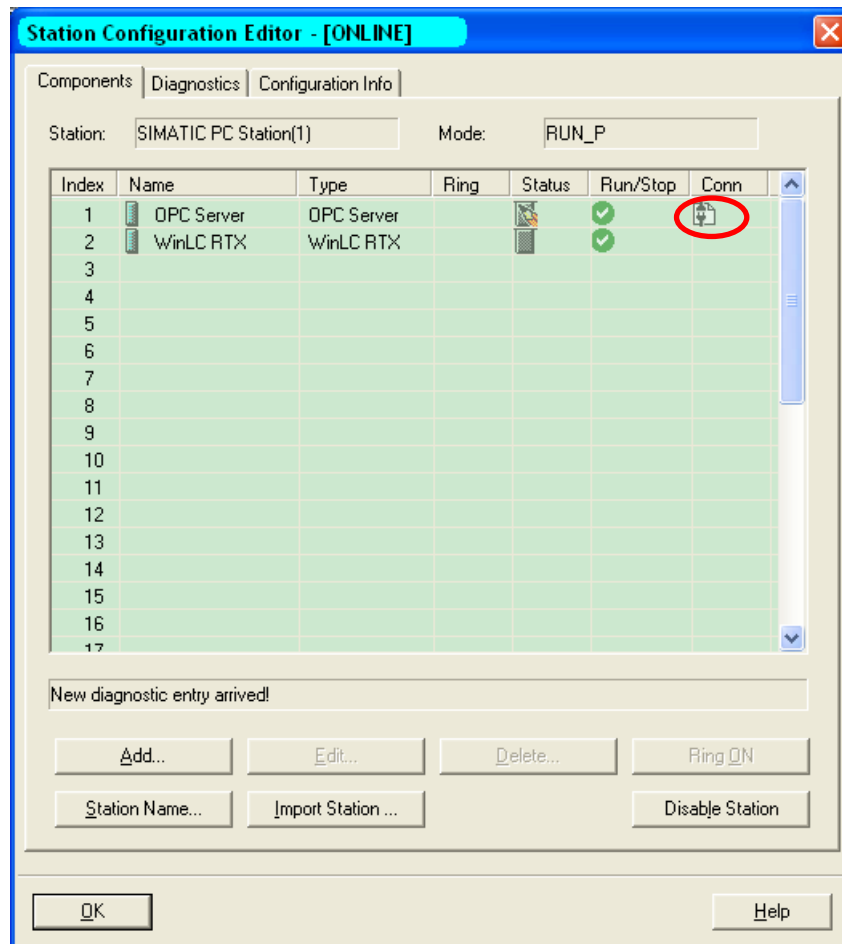 Station Configuration Editor - [ONLINE]
Components Diagnostics Configuration Info
Station: SIMATIC PC Station(1) Mode: RUN_P
Index Name Type Ring Status Run/Stop Conn
1 OPC Server OPC Server
2 WinLC RTX WinLC RTX
3
4
5
6
7
8
9
10
11
12
13
14
15
16
17
New diagnostic entry arrived!
Add... Edit... Delete... Ring ON
Station Name... Import Station ... Disable Station
OK Help